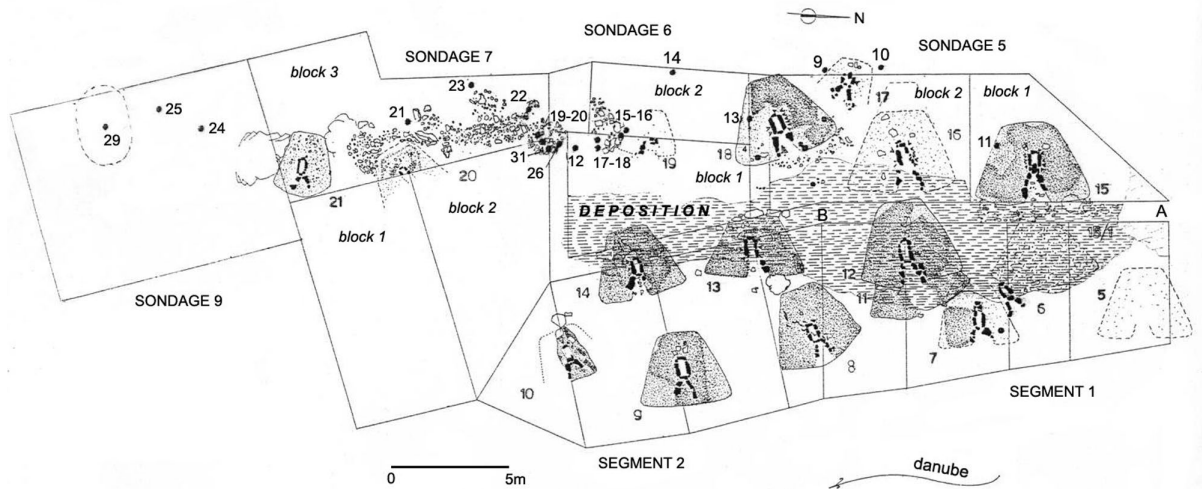 N
SONDAGE 6
SONDAGE 7
SONDAGE 5
block 3
14
9
10
23
block 2
block 2
block 1
25
22
21
19-20
15-16
17
29
24
13
16
11
31
12
19
18
26
17-18
20
block 1
15
21
block 2
DEPOSITION
B
A
block 1
15/1
SONDAGE 9
14
13
12
5
11
6
7
8
10
9
SEGMENT 1
SEGMENT 2
danube
0
5m